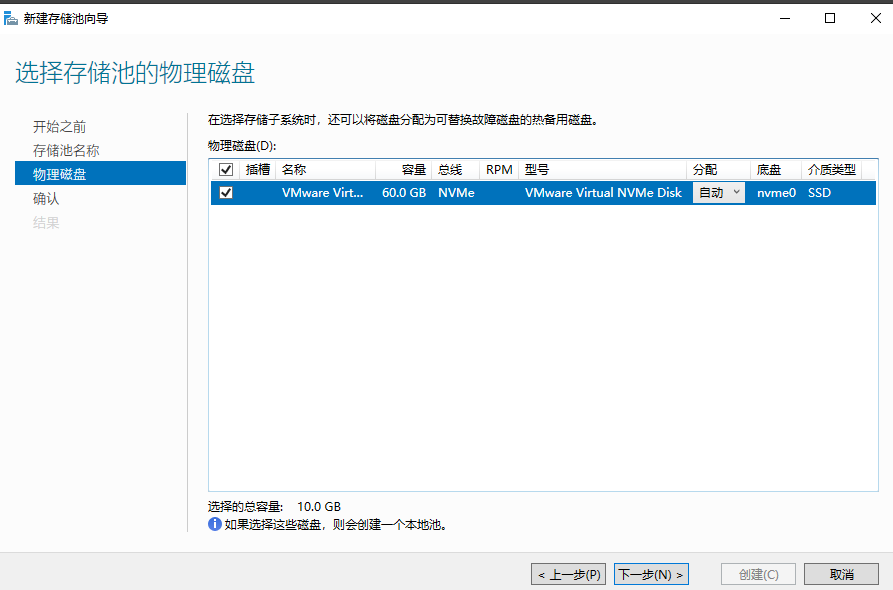 新建存储池向导
选择存储池的物理磁盘
开始之前
存储池名称
物理磁盘
确认
结果
在选择存储子系统时，还可以将磁盘分配为可替换故障磁盘的热备用磁盘。
物理磁盘(D):
插槽 名称 容量 总线 RPM 型号 分配 底盘 介质类型
VMware Virt... 60.0 GB NVMe VMware Virtual NVMe Disk 自动 nvme0 SSD
选择的总容量: 10.0 GB
如果选择这些磁盘，则会创建一个本地池。
< 上一步(P) 下一步(N) > 创建(C) 取消